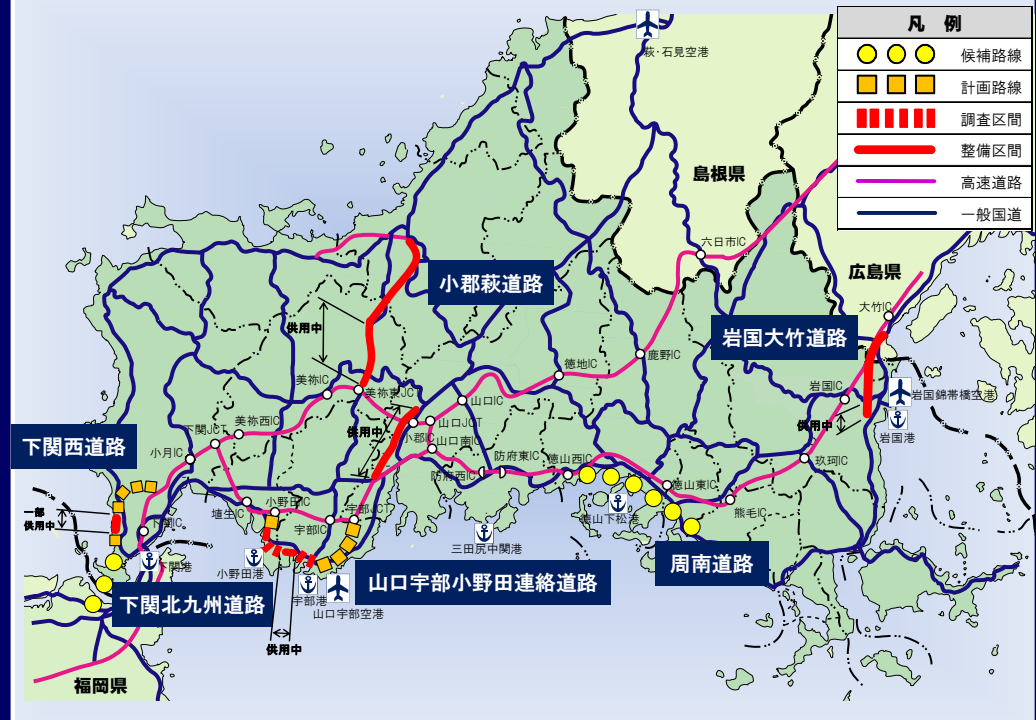 凡 例
候補路線
計画路線
調査区間
整備区間
高速道路
一般国道
萩・石見空港
島根県
六日市IC
広島県
大竹IC
小郡萩道路
岩国大竹道路
供用中
鹿野IC
徳地IC
美祢IC
美祢東JCT
岩国IC
岩国錦帯橋空港
山口IC
供用中
岩国港
美祢西IC
下関JCT
供用中
小郡IC
山口JCT
山口南IC
下関西道路
小月IC
防府東IC
防府西IC
徳山西IC
玖珂IC
徳山東IC
熊毛IC
一部
供用中
下関IC
埴生IC
小野田IC
宇部IC
宇部JCT
徳山下松港
三田尻中関港
周南道路
下関港
小野田港
山口宇部小野田連絡道路
下関北九州道路
宇部港
山口宇部空港
供用中
福岡県